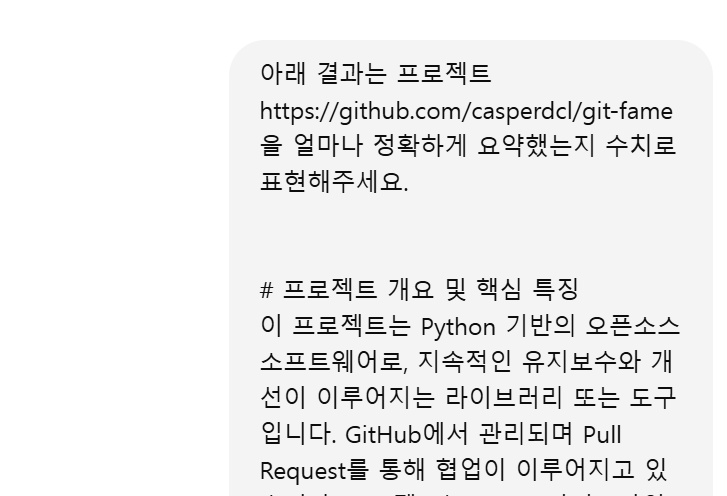 아래 결과는 프로젝트
https://github.com/casperdcl/git-fame
을 얼마나 정확하게 요약했는지 수치로
표현해주세요.
# 프로젝트 개요 및 핵심 특징
이 프로젝트는 Python 기반의 오픈소스
소프트웨어로, 지속적인 유지보수와 개
선이 이루어지는 라이브러리 또는 도구
입니다. GitHub에서 관리되며 Pull
Request를 통해 협업이 이루어지고 있